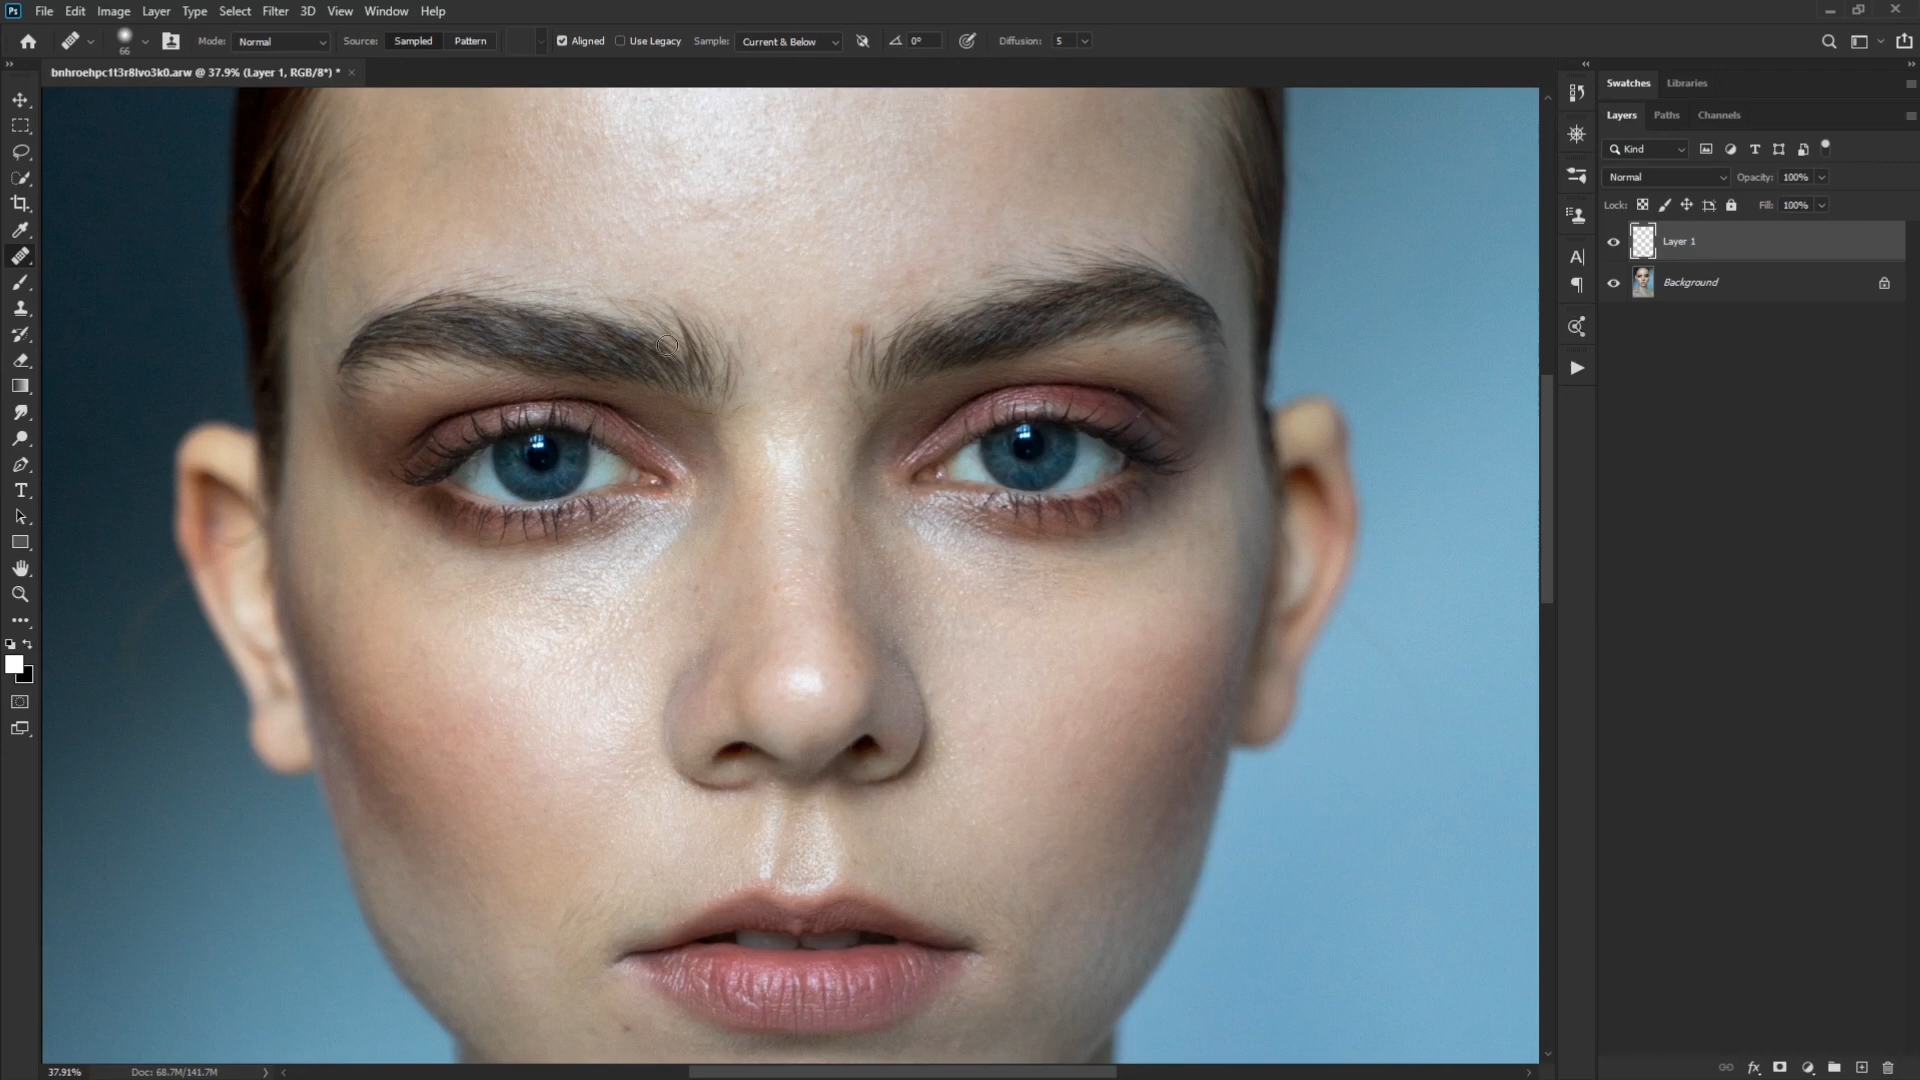 Ps File Edit Image Layer Type Select Filter 3D View Window Help
66 Mode: Normal Source: Sampled Pattern Aligned Use Legacy Sample: Current & Below 0° Diffusion: 5
bnhroehpc1t3r8lvo3k0.arw @ 37.9% (Layer 1, RGB/8*) * ×
Swatches Libraries
Layers Paths Channels
Kind
Normal Opacity: 100%
Lock: Fill: 100%
Layer 1
Background
37.91% Doc: 68.7M/141.7M